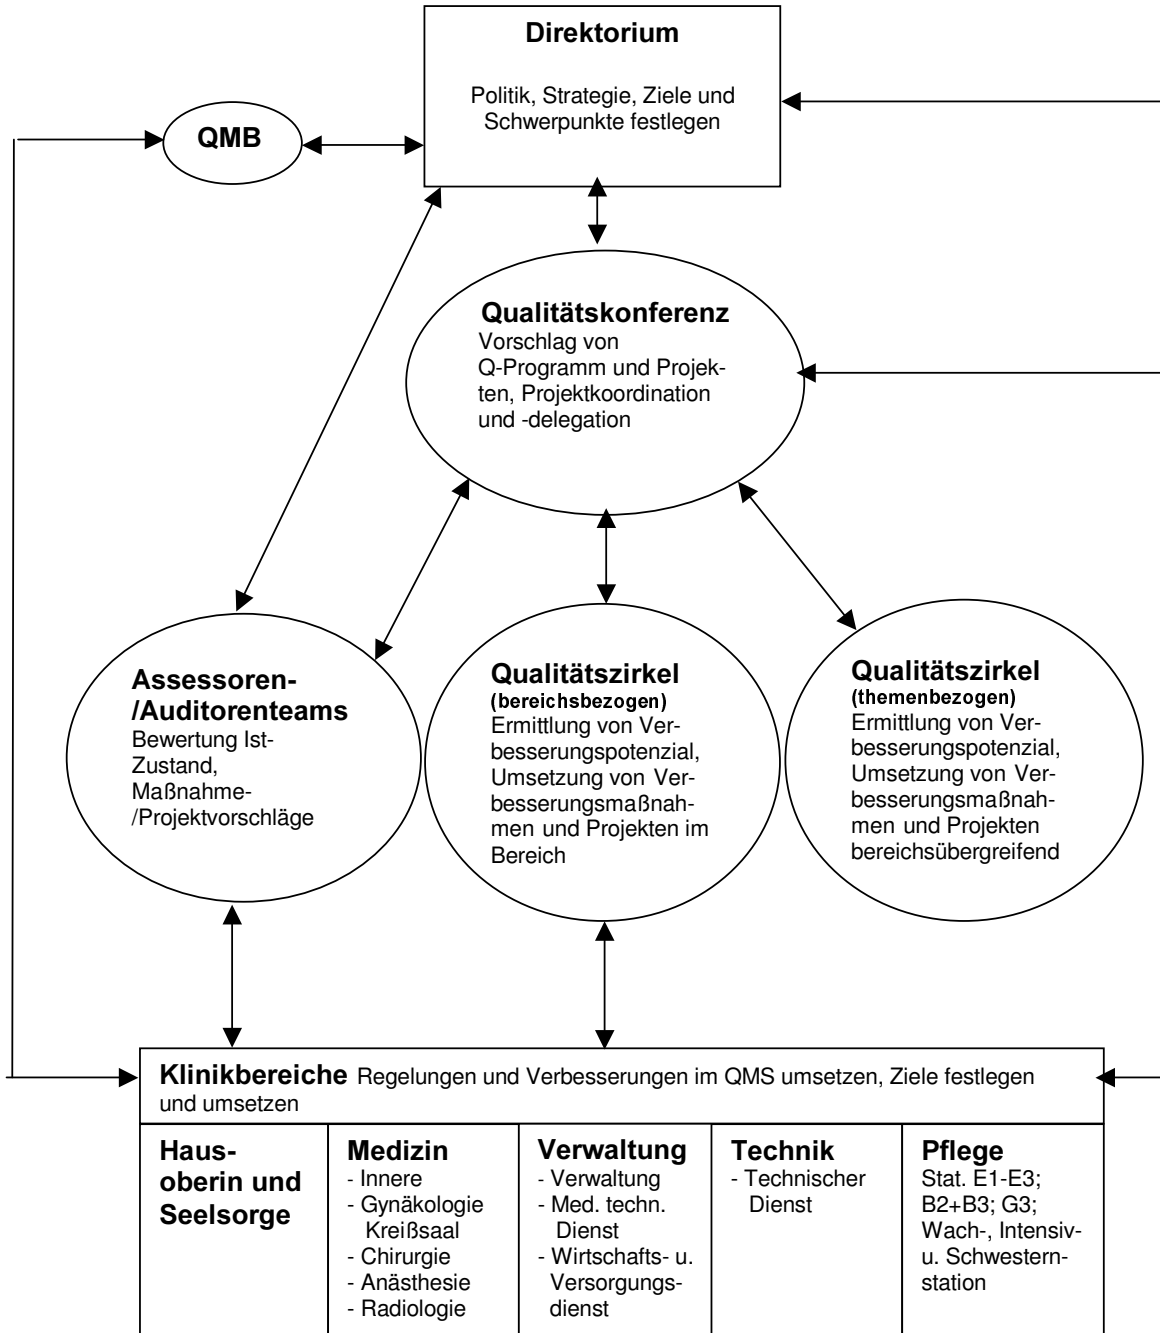 Direktorium
Politik, Strategie, Ziele und
Schwerpunkte festlegen
QMB
Qualitätskonferenz
Vorschlag von
Q-Programm und Projek-
ten, Projektkoordination
und -delegation
Assessoren-
/Auditorenteams
Bewertung Ist-
Zustand,
Maßnahme-
/Projektvorschläge
Qualitätszirkel
(bereichsbezogen)
Ermittlung von Ver-
besserungspotenzial,
Umsetzung von Ver-
besserungsmaßnah-
men und Projekten im
Bereich
Qualitätszirkel
(themenbezogen)
Ermittlung von Ver-
besserungspotenzial,
Umsetzung von Ver-
besserungsmaßnah-
men und Projekten
bereichsübergreifend
Klinikbereiche Regelungen und Verbesserungen im QMS umsetzen, Ziele festlegen
und umsetzen
Haus-
oberin und
Seelsorge
Medizin
- Innere
- Gynäkologie
Kreißsaal
- Chirurgie
- Anästhesie
- Radiologie
Verwaltung
- Verwaltung
- Med. techn.
Dienst
- Wirtschafts- u.
Versorgungs-
dienst
Technik
- Technischer
Dienst
Pflege
Stat. E1-E3;
B2+B3; G3;
Wach-, Intensiv-
u. Schwestern-
station